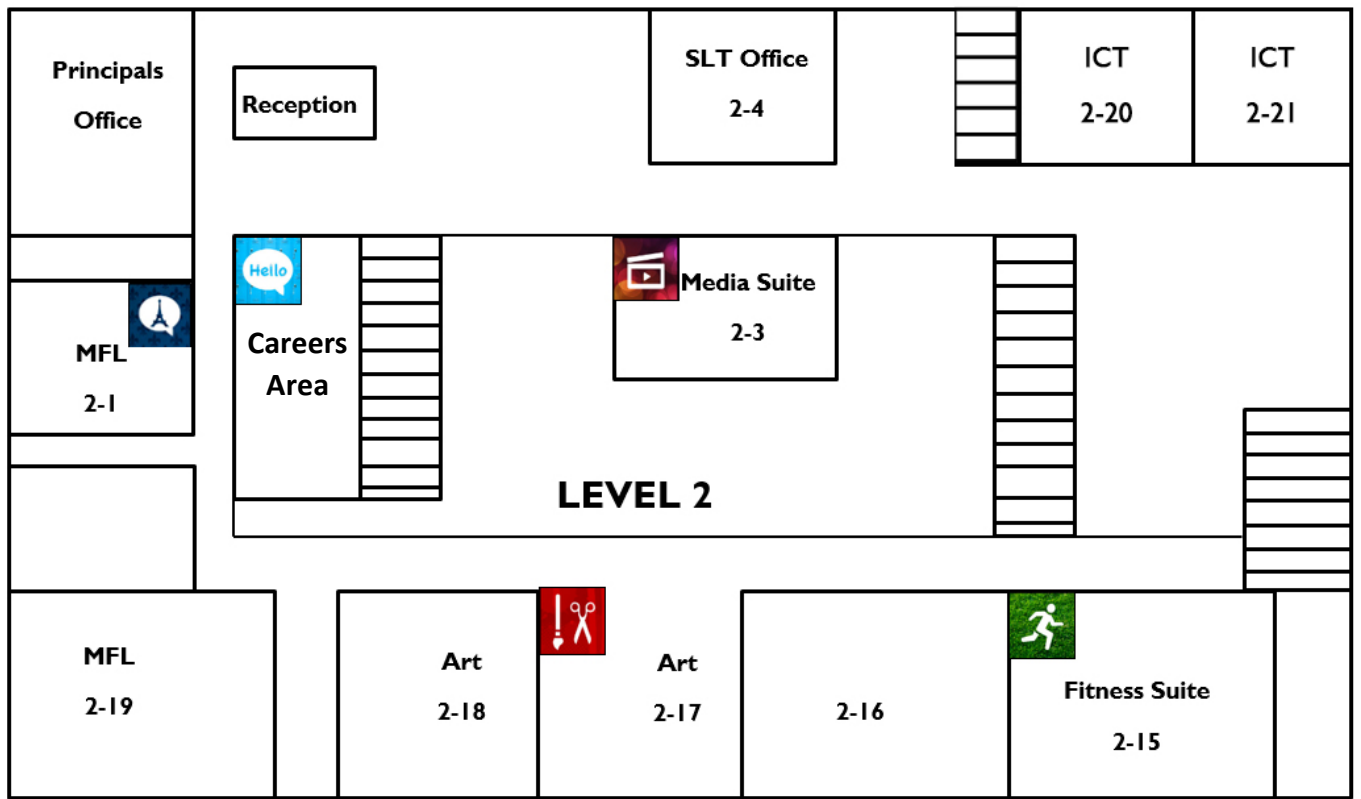 Principals
Office
Reception
SLT Office
2-4
ICT
2-20
ICT
2-21
Hello
Careers
Area
Media Suite
2-3
MFL
2-1
LEVEL 2
MFL
2-19
Art
2-18
Art
2-17
2-16
Fitness Suite
2-15